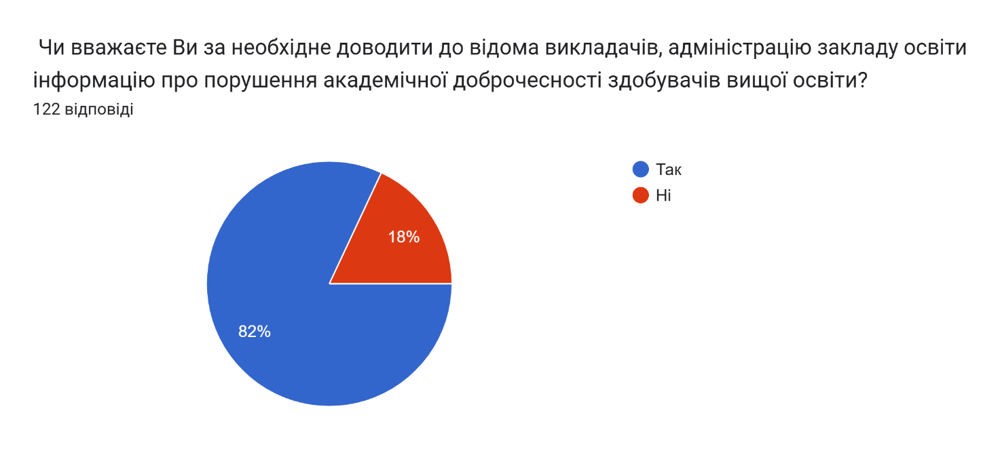 Чи вважаєте Ви за необхідне доводити до відома викладачів, адміністрацію закладу освіти
інформацію про порушення академічної доброчесності здобувачів вищої освіти?
122 відповіді
Так
Ні
18%
82%